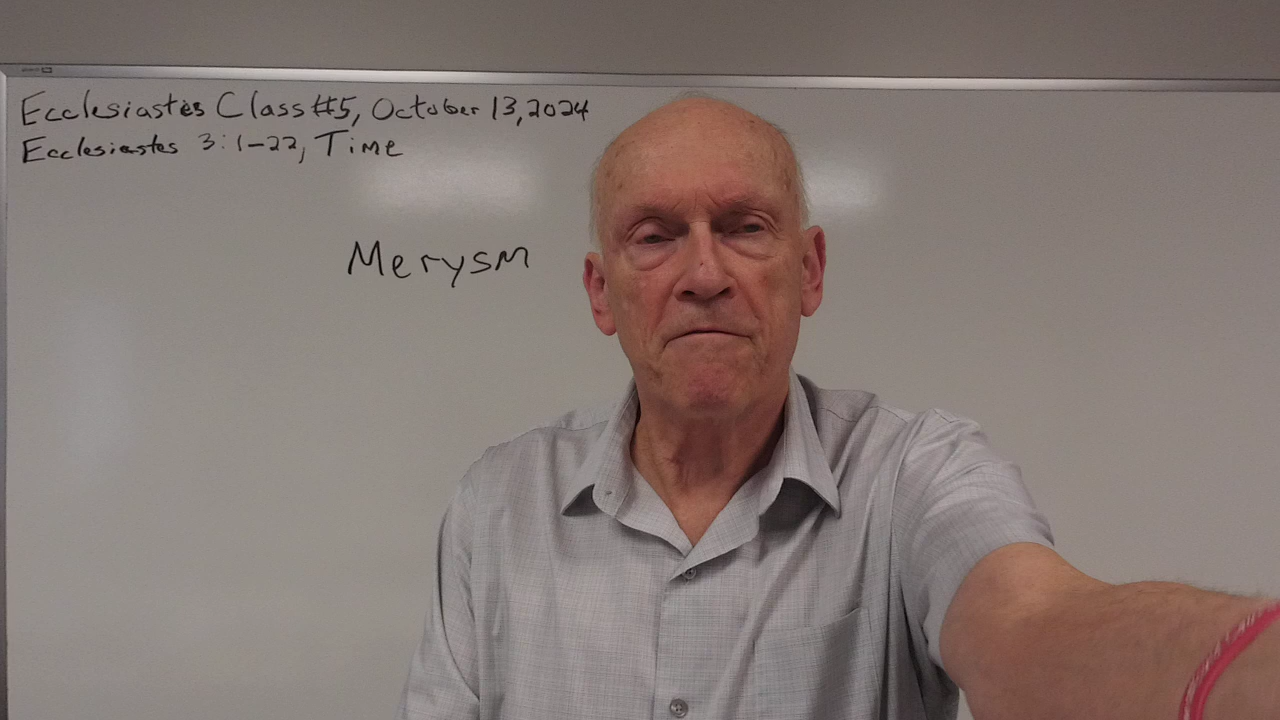 Ecclesiastes Class #5, October 13, 2024
Ecclesiastes 3:1-22, Time
Merysm